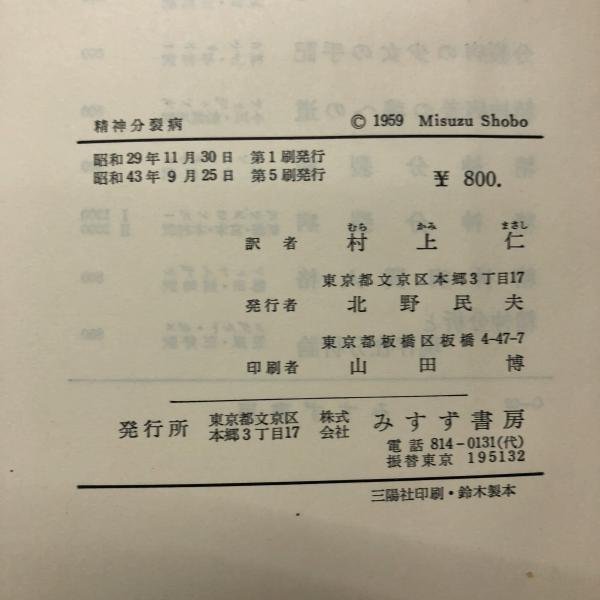 精神分裂病
© 1959 Misuzu Shobo
昭和29年11月30日 第1刷発行
昭和43年9月25日 第5刷発行
¥ 800.
むら かみ まさし
訳者 村上仁
東京都文京区本郷3丁目17
発行者 北野民夫
東京都板橋区板橋 4-47-7
印刷者 山田博
発行所 東京都文京区本郷3丁目17 株式会社 みすず書房
電話 814-0131(代)
振替東京 195132
三陽社印刷・鈴木製本